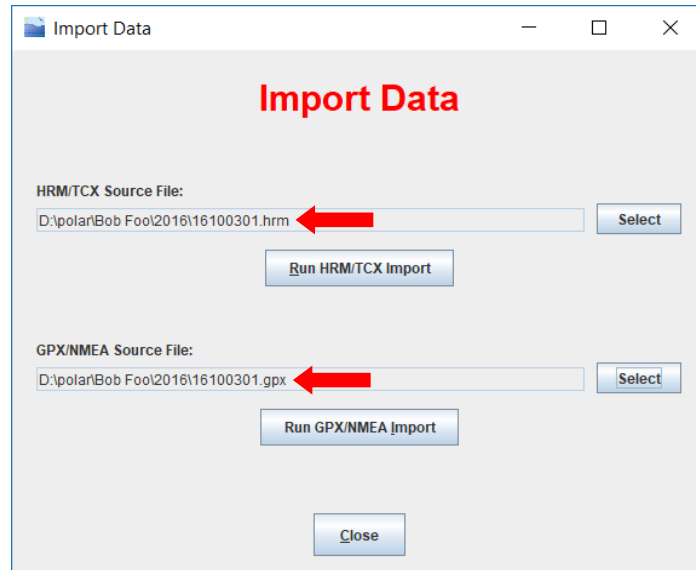 Import Data
Import Data
HRM/TCX Source File:
D:\polar\Bob Foo\2016\16100301.hrm
Select
Run HRM/TCX Import
GPX/NMEA Source File:
D:\polar\Bob Foo\2016\16100301.gpx
Select
Run GPX/NMEA Import
Close